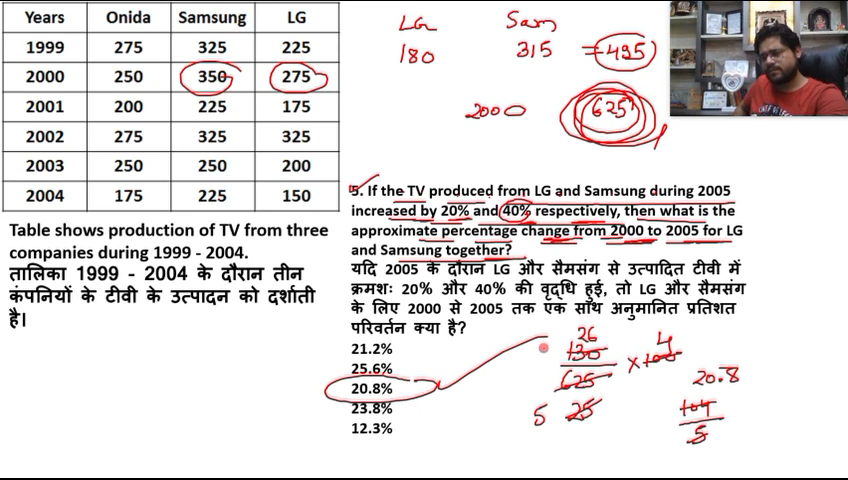 Years Onida Samsung LG
1999 275 325 225
2000 250 350 275
2001 200 225 175
2002 275 325 325
2003 250 250 200
2004 175 225 150
Table shows production of TV from three
companies during 1999 - 2004.
तालिका 1999 - 2004 के दौरान तीन
कंपनियों के टीवी के उत्पादन को दर्शाती
है।
LG Sam
180 315 =495
2000 625
5. If the TV produced from LG and Samsung during 2005
increased by 20% and 40% respectively, then what is the
approximate percentage change from 2000 to 2005 for LG
and Samsung together?
यदि 2005 के दौरान LG और सैमसंग से उत्पादित टीवी में
क्रमशः 20% और 40% की वृद्धि हुई, तो LG और सैमसंग
के लिए 2000 से 2005 तक एक साथ अनुमानित प्रतिशत
परिवर्तन क्या है?
21.2%
25.6%
20.8%
23.8%
12.3%
26
130 4
625 × 100
5 25
20.8
104
5